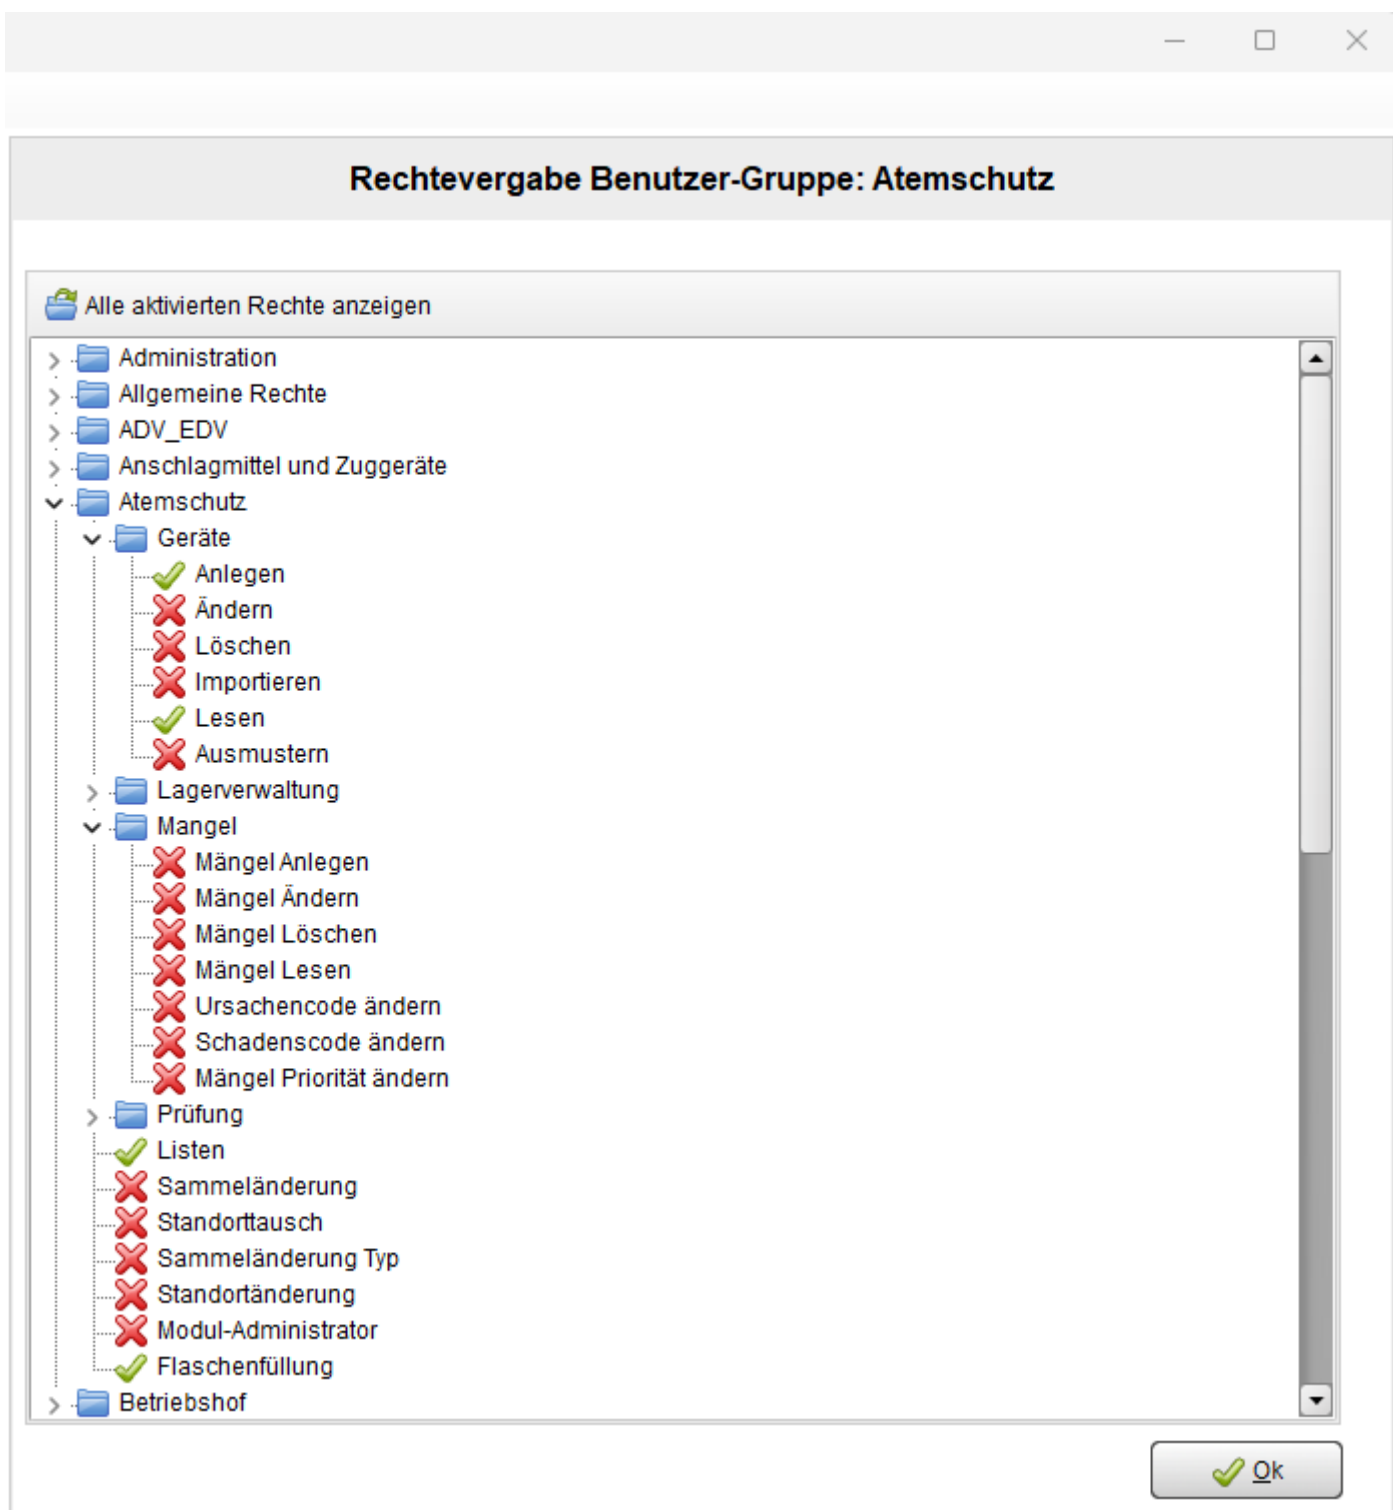 Rechtevergabe Benutzer-Gruppe: Atemschutz
Alle aktivierten Rechte anzeigen
Administration
Allgemeine Rechte
ADV_EDV
Anschlagmittel und Zuggeräte
Atemschutz
Geräte
Anlegen
Ändern
Löschen
Importieren
Lesen
Ausmustern
Lagerverwaltung
Mangel
Mängel Anlegen
Mängel Ändern
Mängel Löschen
Mängel Lesen
Ursachencode ändern
Schadenscode ändern
Mängel Priorität ändern
Prüfung
Listen
Sammeländerung
Standorttausch
Sammeländerung Typ
Standortänderung
Modul-Administrator
Flaschenfüllung
Betriebshof
Ok